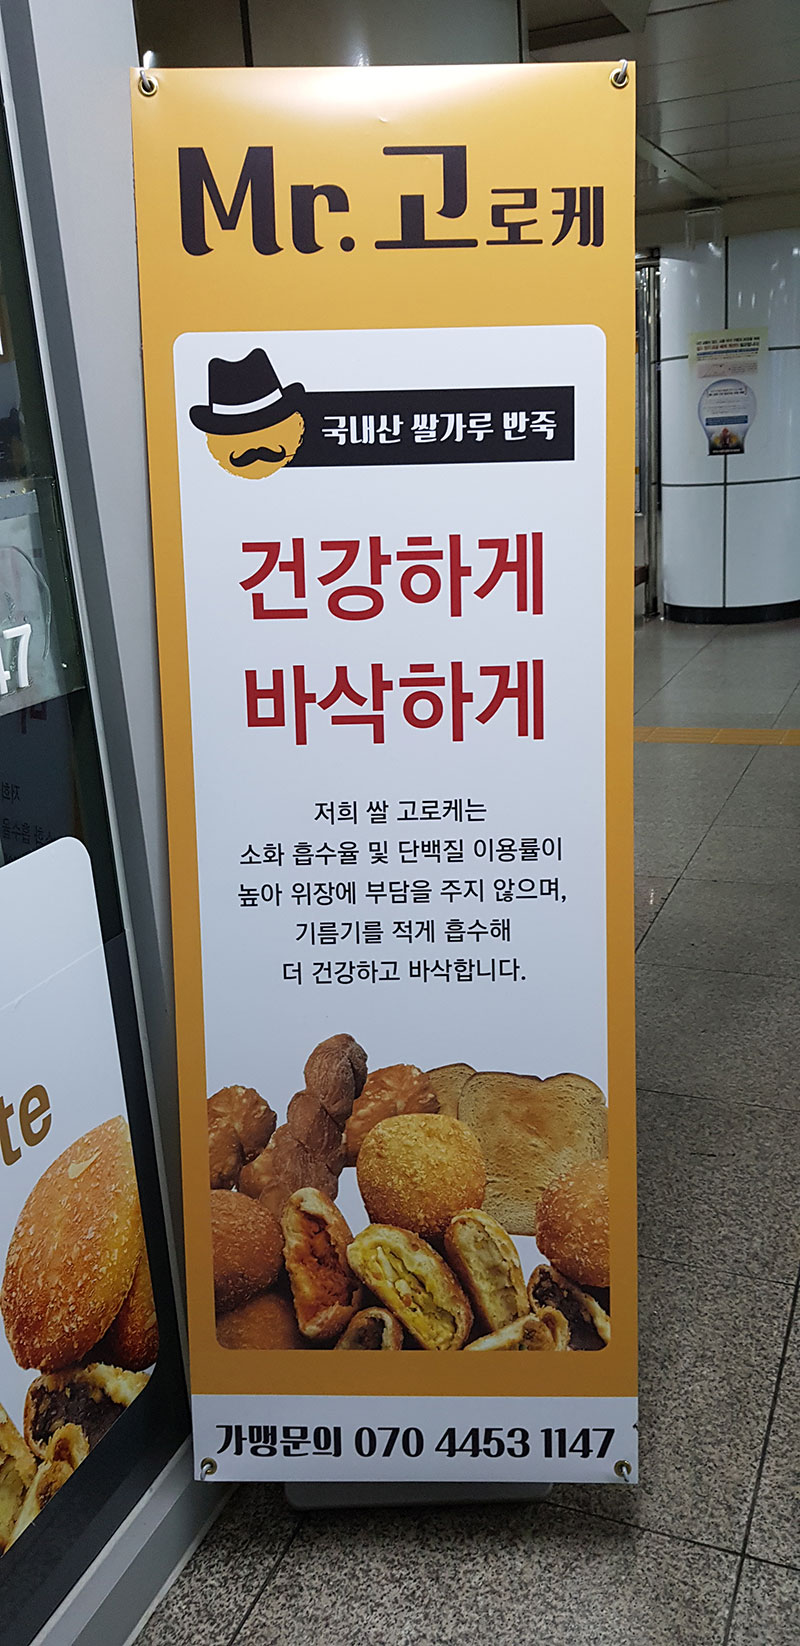 Mr. 고로케
국내산 쌀가루 반죽
건강하게
바삭하게
저희 쌀 고로케는
소화 흡수율 및 단백질 이용률이
높아 위장에 부담을 주지 않으며,
기름기를 적게 흡수해
더 건강하고 바삭합니다.
가맹문의 070 4453 1147
47
te